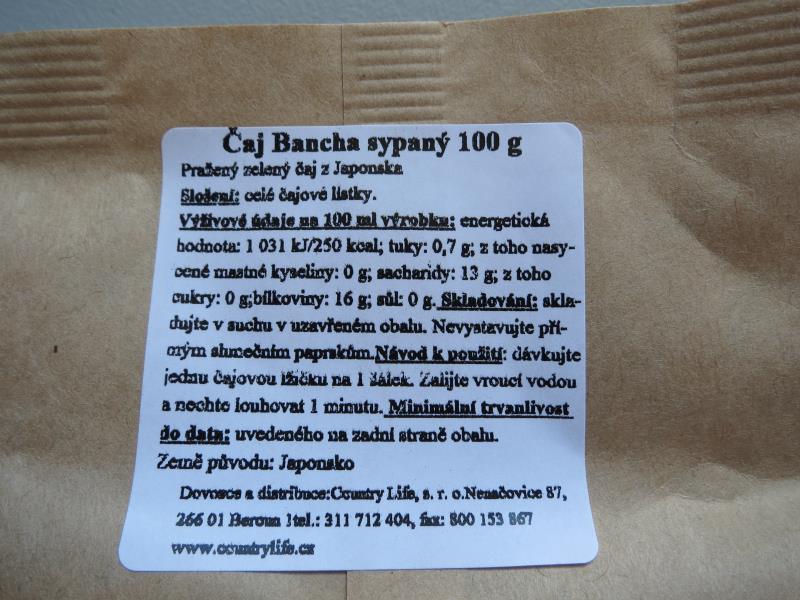 Čaj Bancha sypaný 100 g
Pražený zelený čaj z Japonska
Složení: celé čajové lístky.
Výživové údaje na 100 ml výrobku: energetická
hodnota: 1 031 kJ/250 kcal; tuky: 0,7 g; z toho nasy-
cené mastné kyseliny: 0 g; sacharidy: 13 g; z toho
cukry: 0 g;bílkoviny: 16 g; sůl: 0 g. Skladování: skla-
dujte v suchu v uzavřeném obalu. Nevystavujte pří-
mým slunečním paprskům.Návod k použití: dávkujte
jednu čajovou lžičku na 1 šálek. Zalijte vroucí vodou
a nechte louhovat 1 minutu. Minimální trvanlivost
do data: uvedeného na zadní straně obalu.
Země původu: Japonsko
Dovozce a distribuce:Country Life, s. r. o.Nenačovice 87,
266 01 Beroun 1tel.: 311 712 404, fax: 800 153 867
www.countrylife.cz